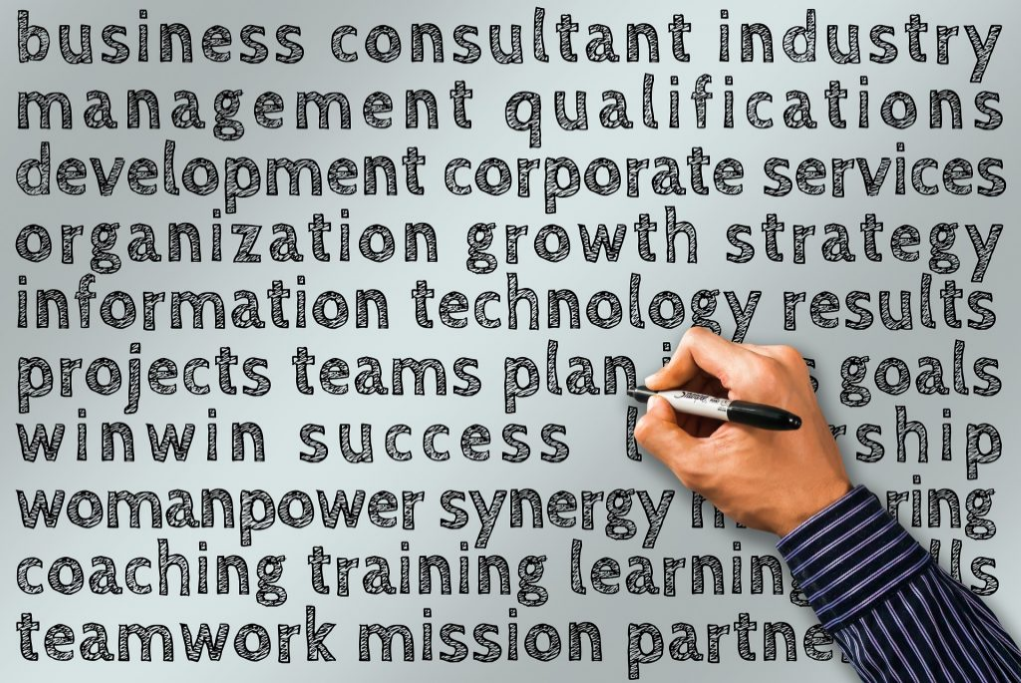 business consultant industry
management qualifications
development corporate services
organization growth strategy
information technology results
projects teams plan goals
winwin success
womanpower synergy
coaching training learning
teamwork mission